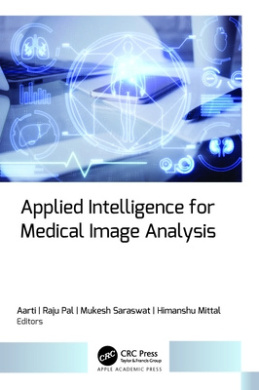 Applied Intelligence for
Medical Image Analysis
Aarti | Raju Pal | Mukesh Saraswat | Himanshu Mittal
Editors
CRC
CRC Press
Taylor & Francis Group
APPLE ACADEMIC PRESS